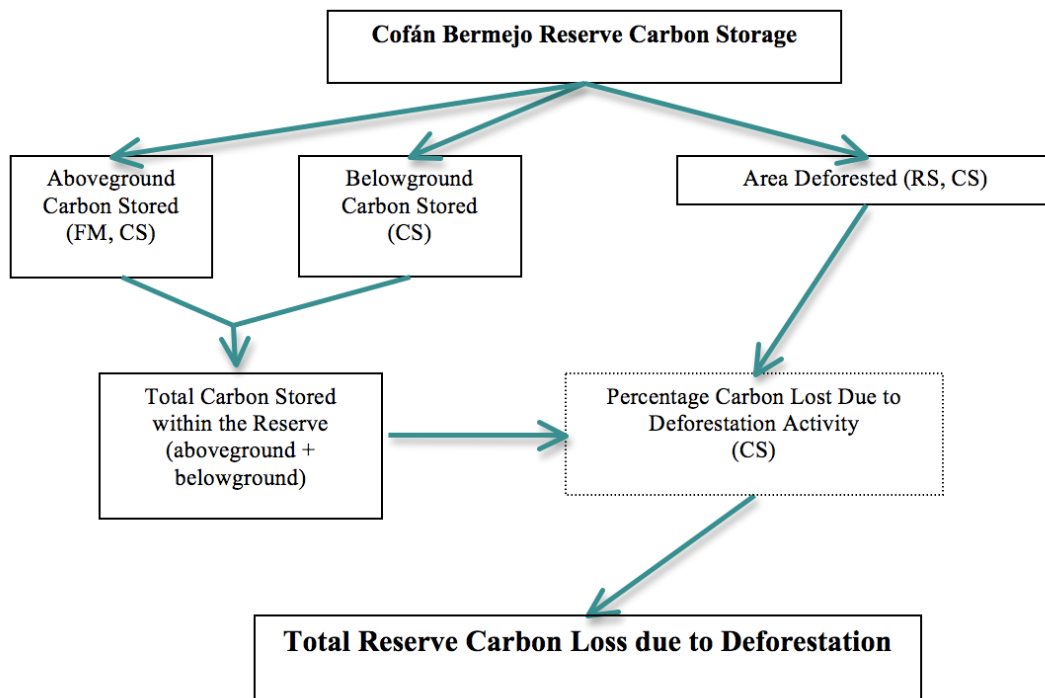 Cofán Bermejo Reserve Carbon Storage
Aboveground
Carbon Stored
(FM, CS)
Belowground
Carbon Stored
(CS)
Area Deforested (RS, CS)
Total Carbon Stored
within the Reserve
(aboveground +
belowground)
Percentage Carbon Lost Due to
Deforestation Activity
(CS)
Total Reserve Carbon Loss due to Deforestation